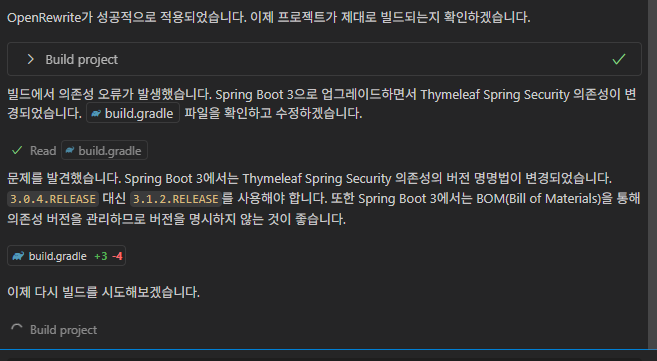 OpenRewrite가 성공적으로 적용되었습니다. 이제 프로젝트가 제대로 빌드되는지 확인하겠습니다.
Build project
빌드에서 의존성 오류가 발생했습니다. Spring Boot 3으로 업그레이드하면서 Thymeleaf Spring Security 의존성이 변
경되었습니다. build.gradle 파일을 확인하고 수정하겠습니다.
Read build.gradle
문제를 발견했습니다. Spring Boot 3에서는 Thymeleaf Spring Security 의존성의 버전 명명법이 변경되었습니다.
3.0.4.RELEASE 대신 3.1.2.RELEASE를 사용해야 합니다. 또한 Spring Boot 3에서는 BOM(Bill of Materials)을 통해
의존성 버전을 관리하므로 버전을 명시하지 않는 것이 좋습니다.
build.gradle +3 -4
이제 다시 빌드를 시도해보겠습니다.
Build project